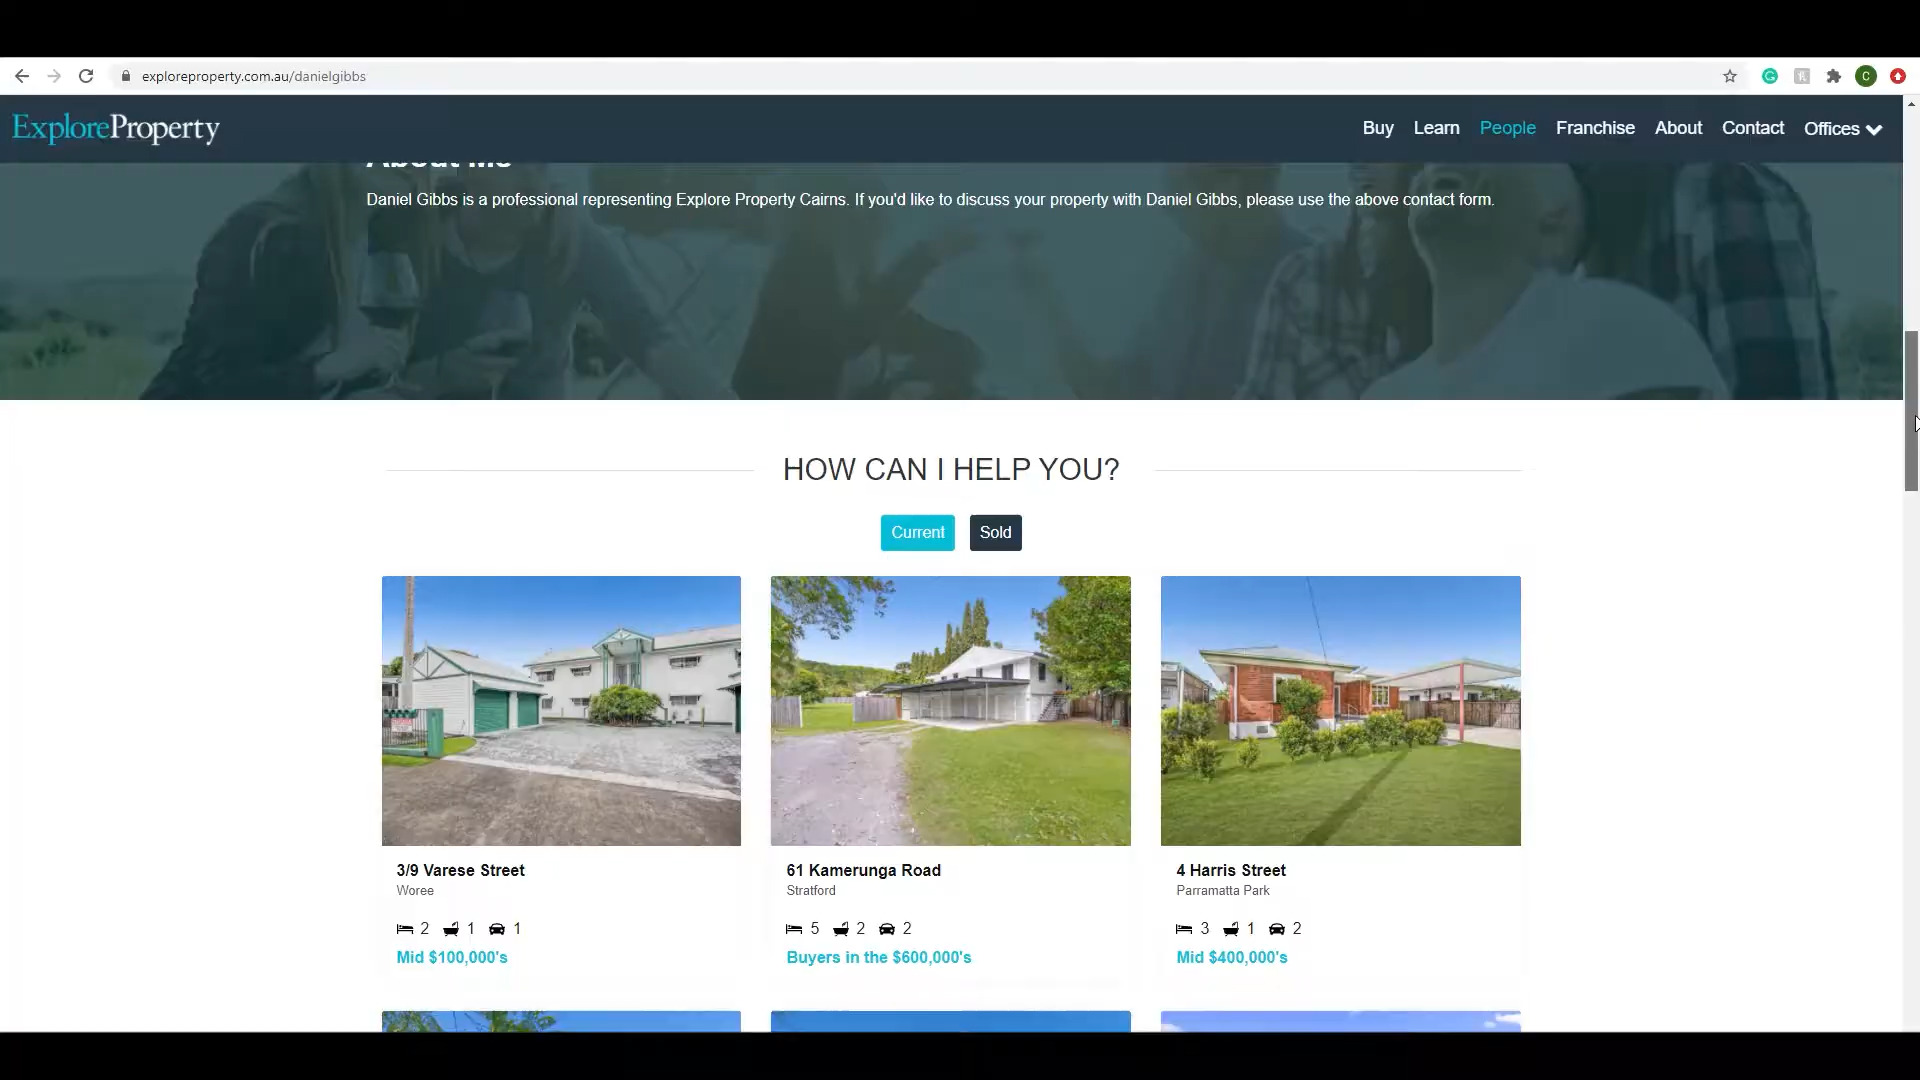 exploreproperty.com.au/danielgibbs
C
ExploreProperty
Buy Learn People Franchise About Contact Offices
About Me
Daniel Gibbs is a professional representing Explore Property Cairns. If you'd like to discuss your property with Daniel Gibbs, please use the above contact form.
HOW CAN I HELP YOU?
Current Sold
3/9 Varese Street
Woree
2 1 1
Mid $100,000's
61 Kamerunga Road
Stratford
5 2 2
Buyers in the $600,000's
4 Harris Street
Parramatta Park
3 1 2
Mid $400,000's